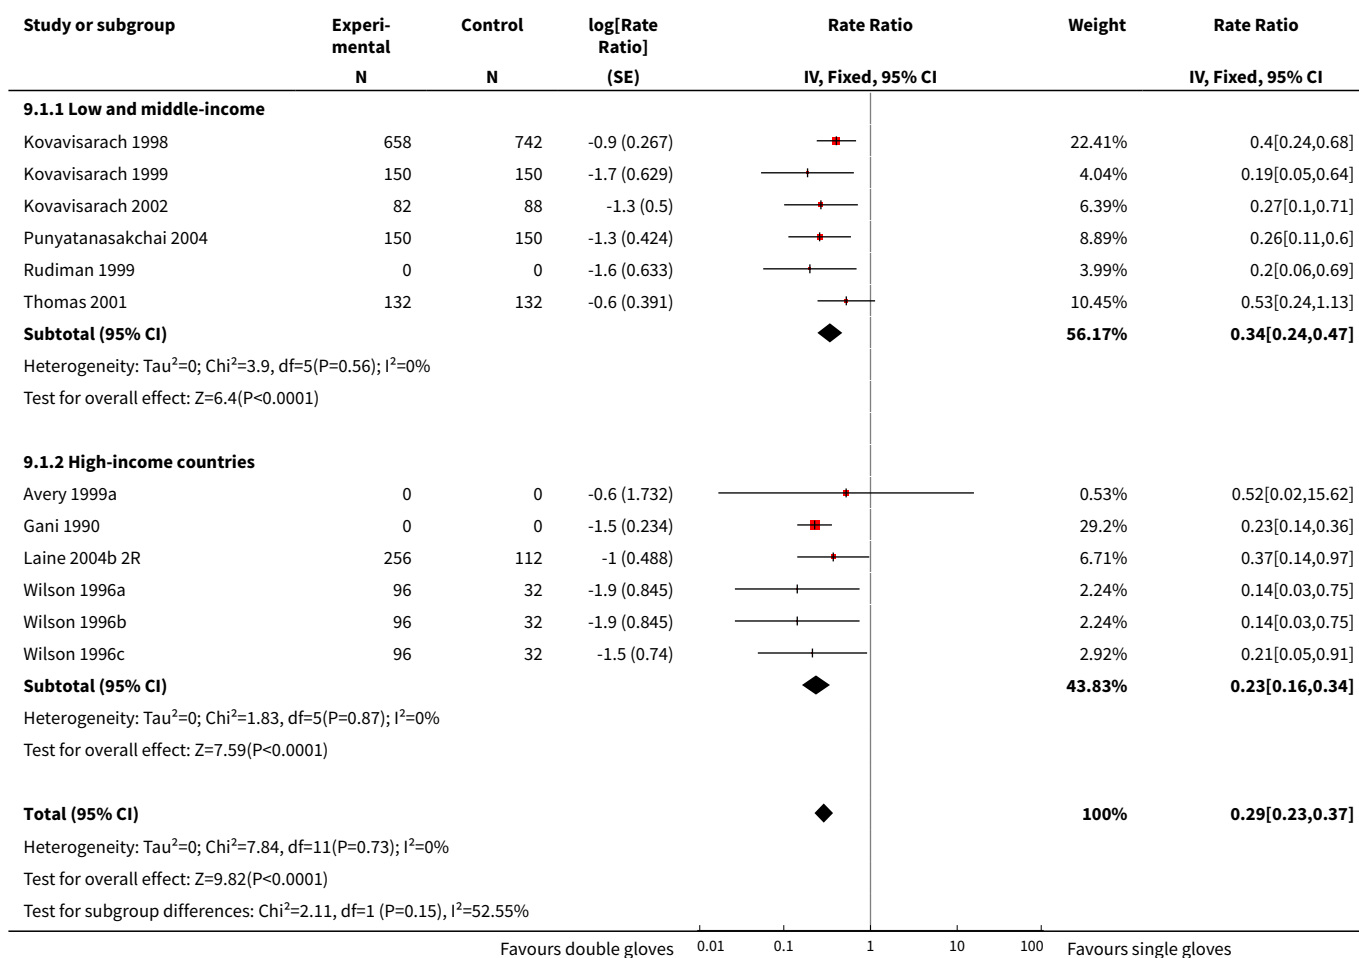 Study or subgroup Experi- Control log[Rate Rate Ratio Weight Rate Ratio
mental Ratio]
N N (SE) IV, Fixed, 95% CI IV, Fixed, 95% CI
9.1.1 Low and middle-income
Kovavisarach 1998 658 742 -0.9 (0.267) 22.41% 0.4[0.24,0.68]
Kovavisarach 1999 150 150 -1.7 (0.629) 4.04% 0.19[0.05,0.64]
Kovavisarach 2002 82 88 -1.3 (0.5) 6.39% 0.27[0.1,0.71]
Punyatanasakchai 2004 150 150 -1.3 (0.424) 8.89% 0.26[0.11,0.6]
Rudiman 1999 0 0 -1.6 (0.633) 3.99% 0.2[0.06,0.69]
Thomas 2001 132 132 -0.6 (0.391) 10.45% 0.53[0.24,1.13]
Subtotal (95% CI) 56.17% 0.34[0.24,0.47]
Heterogeneity: Tau²=0; Chi²=3.9, df=5(P=0.56); I²=0%
Test for overall effect: Z=6.4(P<0.0001)
9.1.2 High-income countries
Avery 1999a 0 0 -0.6 (1.732) 0.53% 0.52[0.02,15.62]
Gani 1990 0 0 -1.5 (0.234) 29.2% 0.23[0.14,0.36]
Laine 2004b 2R 256 112 -1 (0.488) 6.71% 0.37[0.14,0.97]
Wilson 1996a 96 32 -1.9 (0.845) 2.24% 0.14[0.03,0.75]
Wilson 1996b 96 32 -1.9 (0.845) 2.24% 0.14[0.03,0.75]
Wilson 1996c 96 32 -1.5 (0.74) 2.92% 0.21[0.05,0.91]
Subtotal (95% CI) 43.83% 0.23[0.16,0.34]
Heterogeneity: Tau²=0; Chi²=1.83, df=5(P=0.87); I²=0%
Test for overall effect: Z=7.59(P<0.0001)
Total (95% CI) 100% 0.29[0.23,0.37]
Heterogeneity: Tau²=0; Chi²=7.84, df=11(P=0.73); I²=0%
Test for overall effect: Z=9.82(P<0.0001)
Test for subgroup differences: Chi²=2.11, df=1 (P=0.15), I²=52.55%
Favours double gloves 0.01 0.1 1 10 100 Favours single gloves